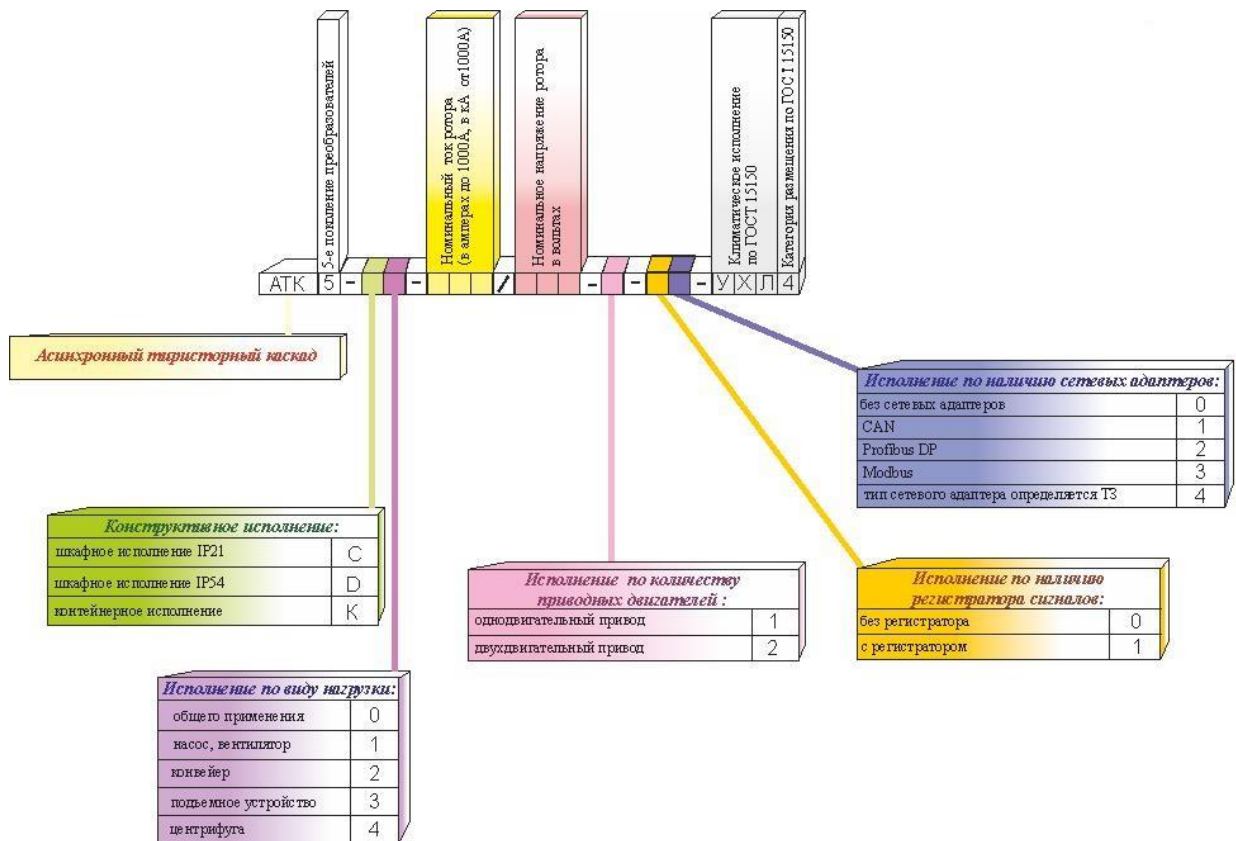 5-е поколение преобразователей
Номинальный ток ротора
(в амперах до 1000А, в кА от 1000А)
Номинальное напряжение ротора
в вольтах
Климатическое исполнение
по ГОСТ 15150
Категория размещения по ГОСТ 15150
АТК 5 - - / - - - У Х Л 4
Асинхронный тиристорный каскад
Исполнение по наличию сетевых адаптеров:
без сетевых адаптеров 0
CAN 1
Profibus DP 2
Modbus 3
тип сетевого адаптера определяется ТЗ 4
Конструктивное исполнение:
шкафное исполнение IP21 C
шкафное исполнение IP54 D
контейнерное исполнение K
Исполнение по количеству
приводных двигателей :
однодвигательный привод 1
двухдвигательный привод 2
Исполнение по наличию
регистратора сигналов:
без регистратора 0
с регистратором 1
Исполнение по виду нагрузки:
общего применения 0
насос, вентилятор 1
конвейер 2
подьемное устройство 3
центрифуга 4